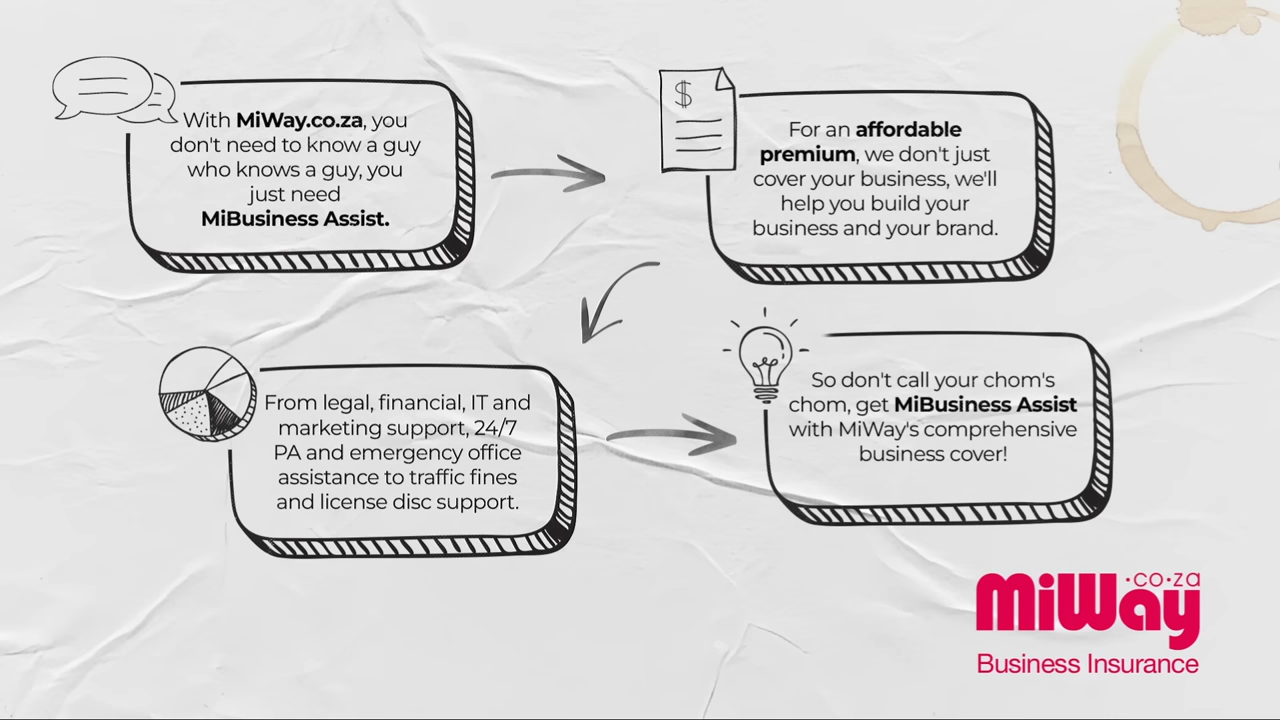 With MiWay.co.za, you
don't need to know a guy
who knows a guy, you
just need
MiBusiness Assist.
$
For an affordable
premium, we don't just
cover your business, we'll
help you build your
business and your brand.
From legal, financial, IT and
marketing support, 24/7
PA and emergency office
assistance to traffic fines
and license disc support.
So don't call your chom's
chom, get MiBusiness Assist
with MiWay's comprehensive
business cover!
MiWay.co.za
Business Insurance